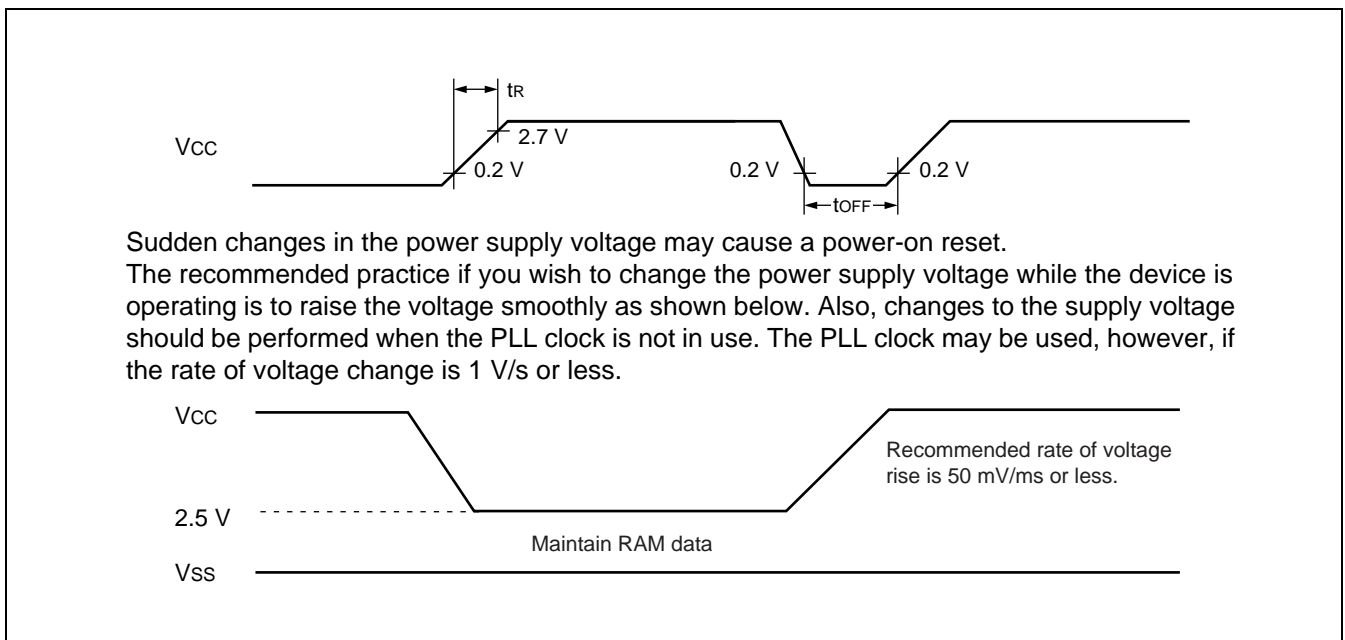 tR
VCC
2.7 V
0.2 V
0.2 V
0.2 V
tOFF
Sudden changes in the power supply voltage may cause a power-on reset.
The recommended practice if you wish to change the power supply voltage while the device is
operating is to raise the voltage smoothly as shown below. Also, changes to the supply voltage
should be performed when the PLL clock is not in use. The PLL clock may be used, however, if
the rate of voltage change is 1 V/s or less.
VCC
Recommended rate of voltage
rise is 50 mV/ms or less.
2.5 V
Maintain RAM data
VSS